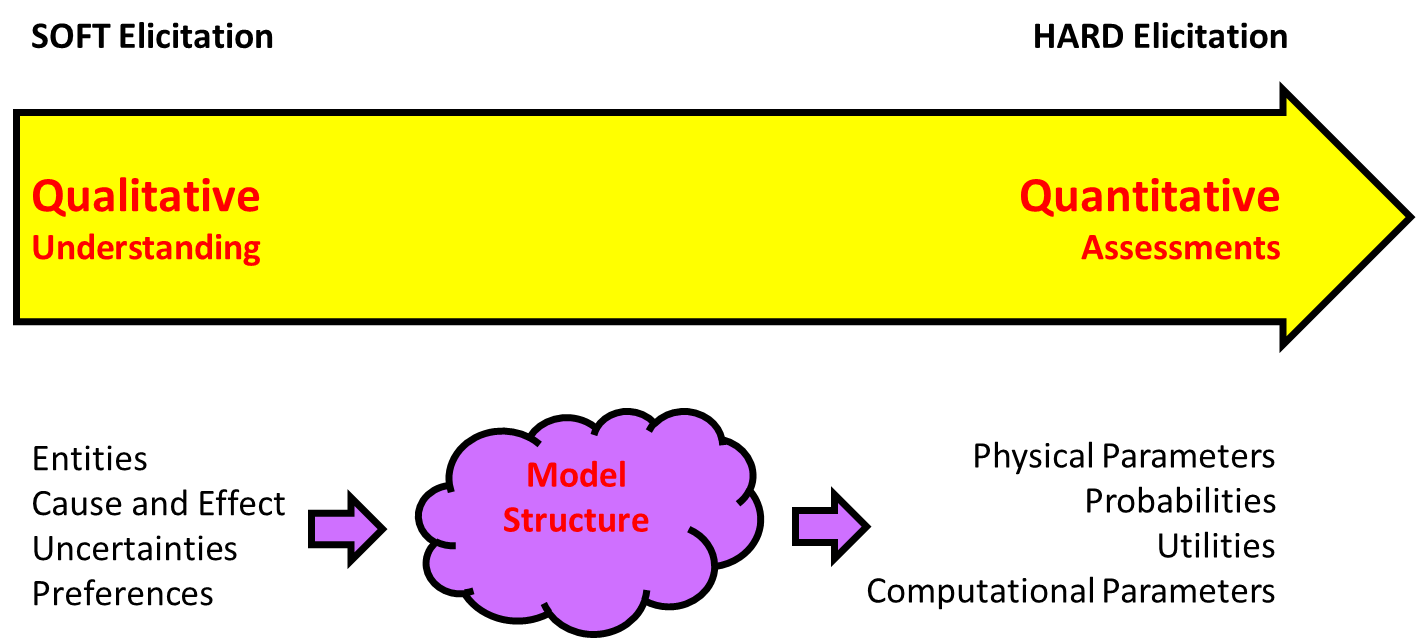 SOFT Elicitation
HARD Elicitation
Qualitative
Understanding
Quantitative
Assessments
Entities
Cause and Effect
Uncertainties
Preferences
Model
Structure
Physical Parameters
Probabilities
Utilities
Computational Parameters